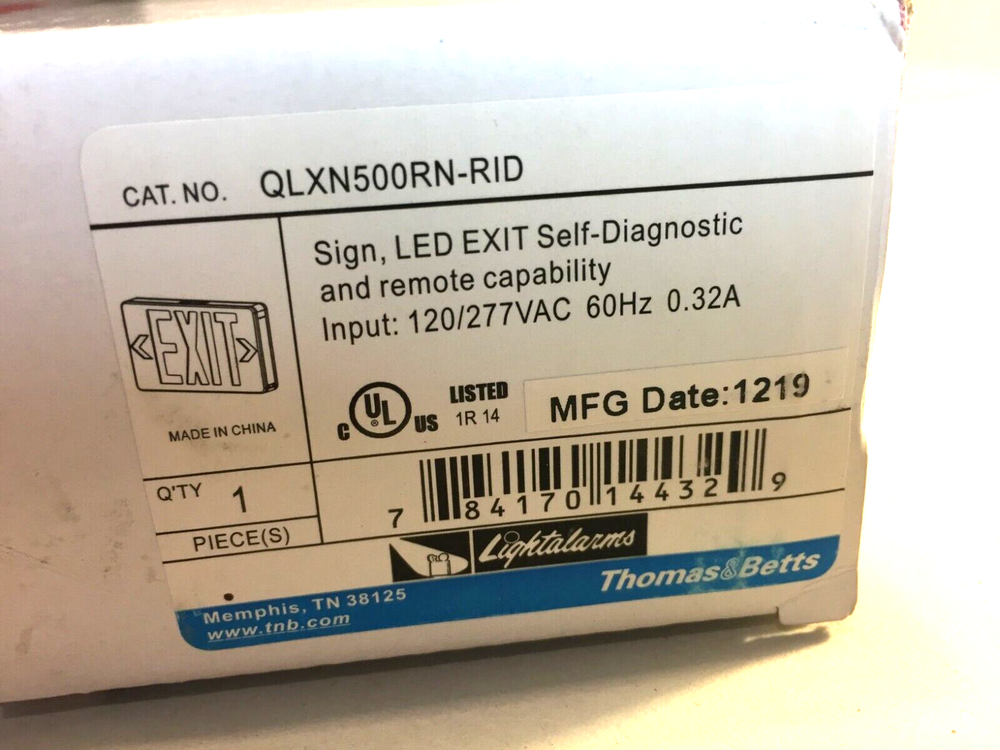 CAT. NO. QLXN500RN-RID
Sign, LED EXIT Self-Diagnostic
and remote capability
Input: 120/277VAC 60Hz 0.32A
EXIT
MADE IN CHINA
C UL US LISTED
1R 14
MFG Date:1219
Q'TY 1
PIECE(S)
7 84170 14432 9
Lightalarms
Thomas&Betts
Memphis, TN 38125
www.tnb.com